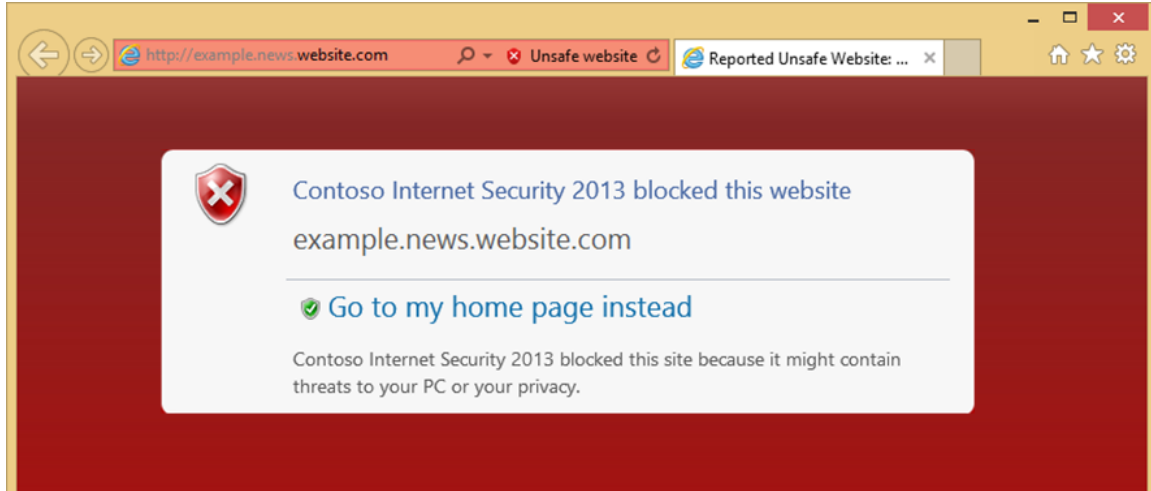 http://example.news.website.com
Unsafe website
Reported Unsafe Website: ...
Contoso Internet Security 2013 blocked this website
example.news.website.com
Go to my home page instead
Contoso Internet Security 2013 blocked this site because it might contain
threats to your PC or your privacy.